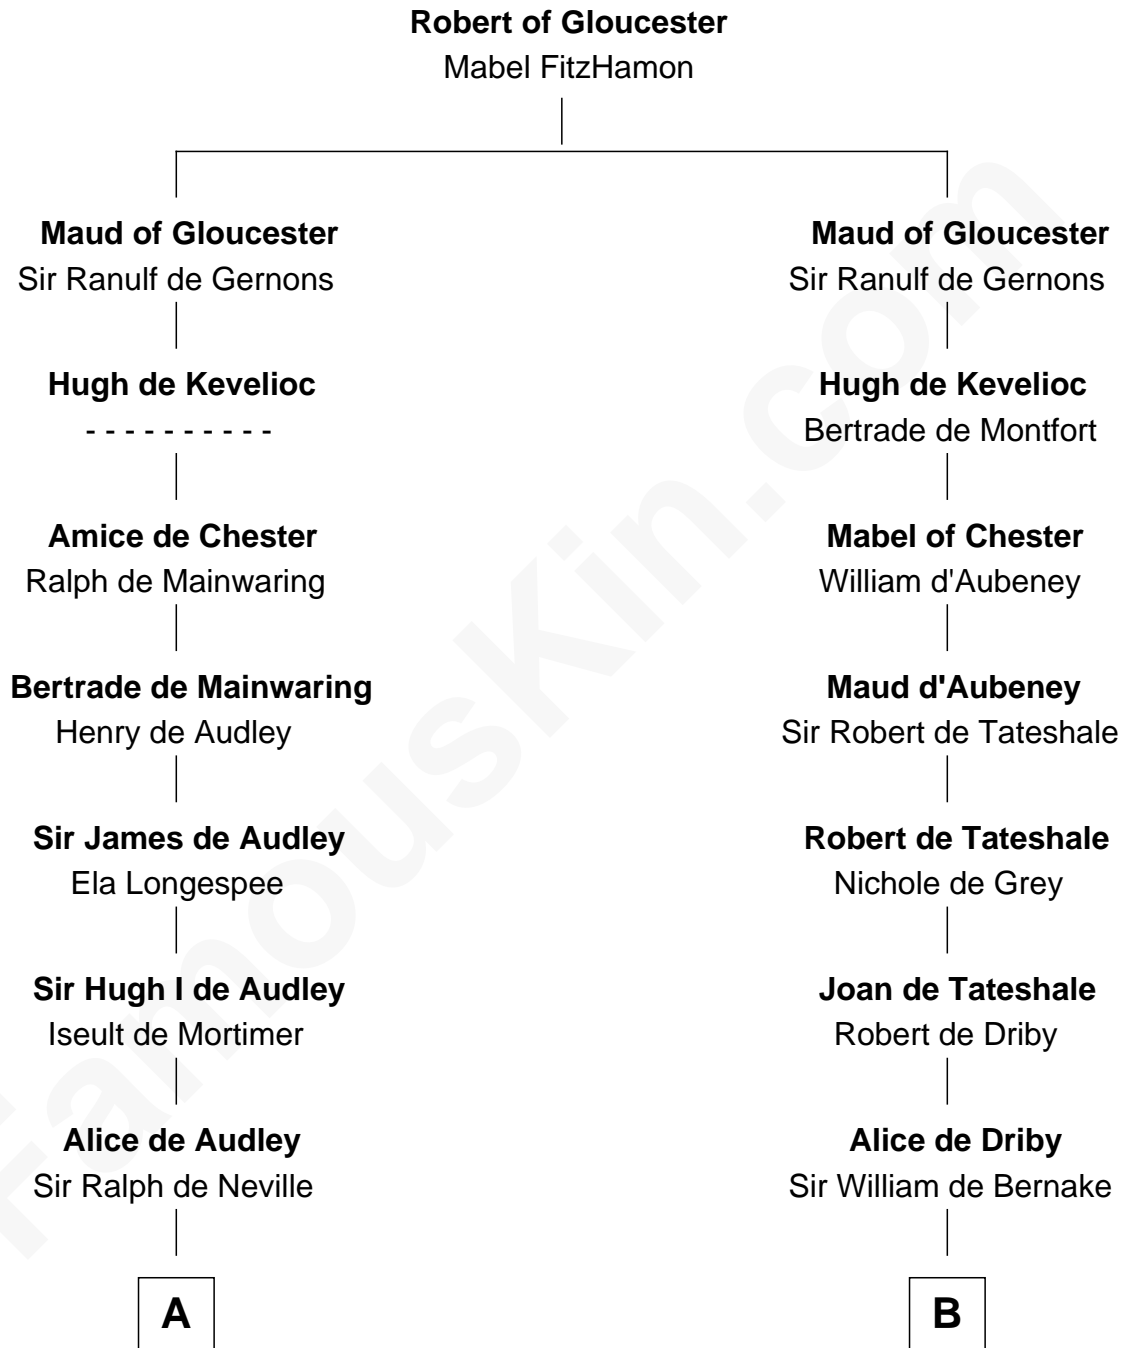 Robert of Gloucester
Mabel FitzHamon
Maud of Gloucester
Sir Ranulf de Gernons
Hugh de Kevelioc
- - - - - - - - - -
Amice de Chester
Ralph de Mainwaring
Bertrade de Mainwaring
Henry de Audley
Sir James de Audley
Ela Longespee
Sir Hugh I de Audley
Iseult de Mortimer
Alice de Audley
Sir Ralph de Neville
A
Maud of Gloucester
Sir Ranulf de Gernons
Hugh de Kevelioc
Bertrade de Montfort
Mabel of Chester
William d'Aubeney
Maud d'Aubeney
Sir Robert de Tateshale
Robert de Tateshale
Nichole de Grey
Joan de Tateshale
Robert de Driby
Alice de Driby
Sir William de Bernake
B
FamousKin.com